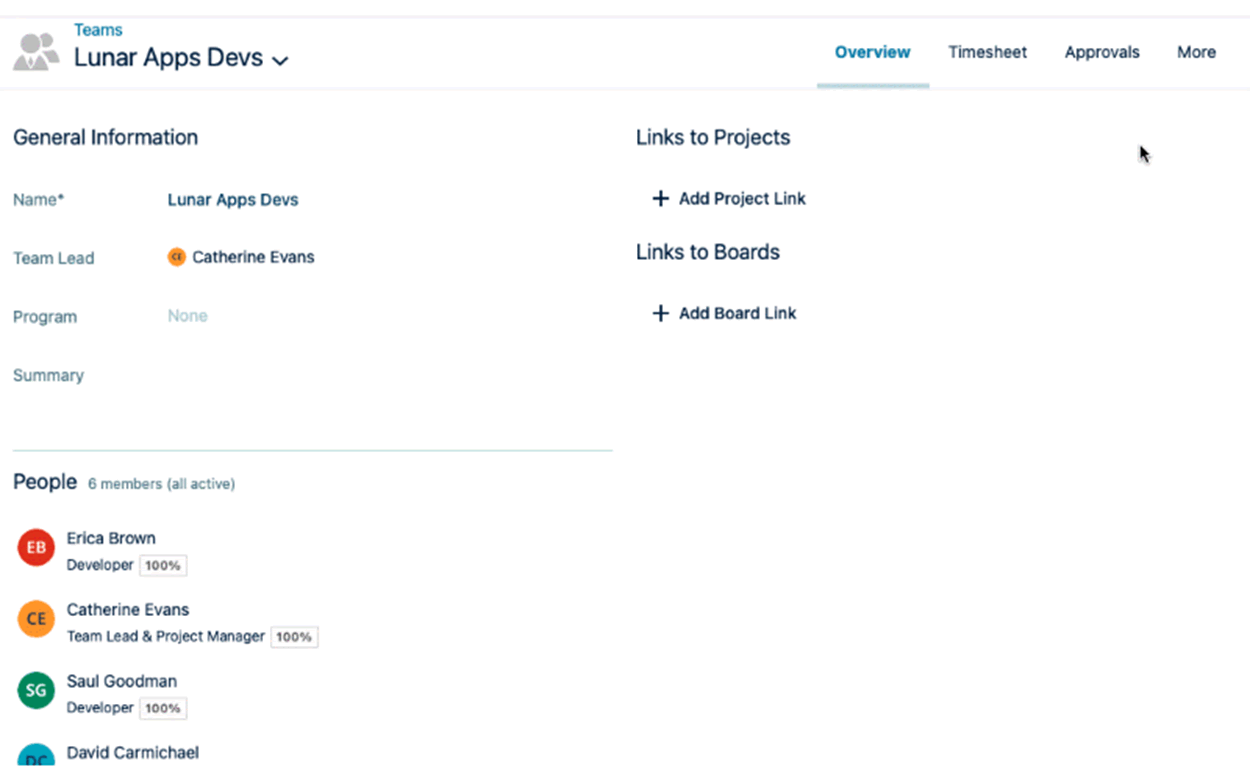 Teams
Lunar Apps Devs
Overview Timesheet Approvals More
General Information
Name* Lunar Apps Devs
Team Lead CE Catherine Evans
Program None
Summary
Links to Projects
+ Add Project Link
Links to Boards
+ Add Board Link
People 6 members (all active)
EB Erica Brown
Developer 100%
CE Catherine Evans
Team Lead & Project Manager 100%
SG Saul Goodman
Developer 100%
DC David Carmichael